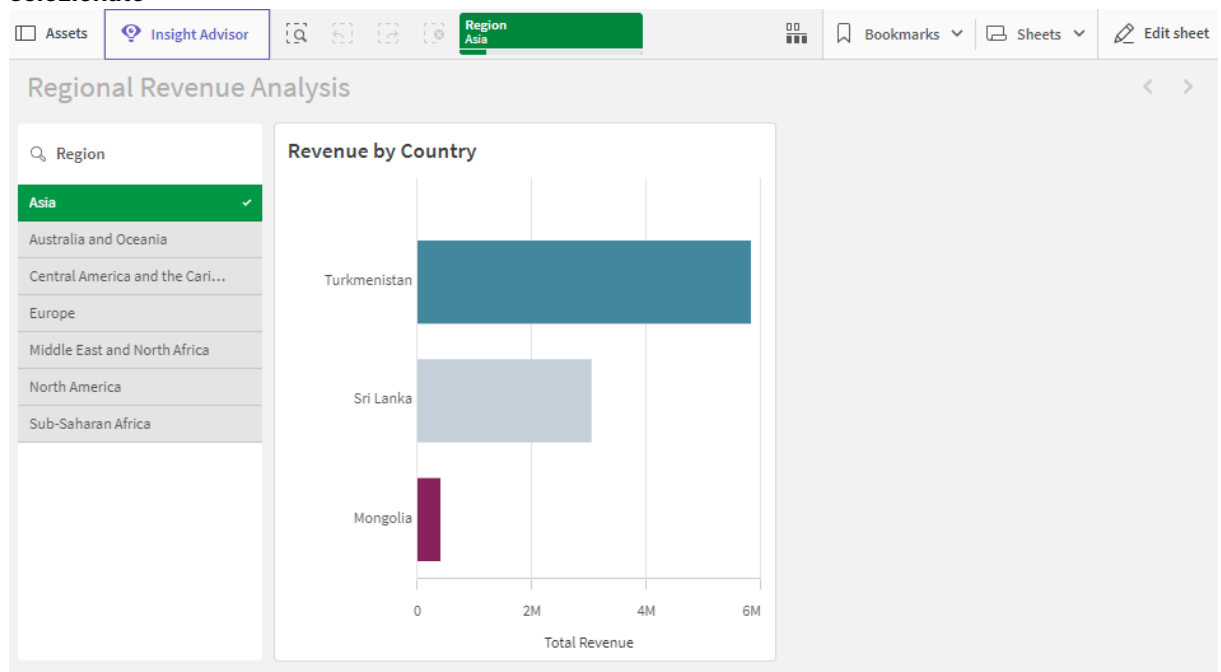 selezionato
Assets
Insight Advisor
Region
Asia
Bookmarks
Sheets
Edit sheet
Regional Revenue Analysis
Region
Asia
Australia and Oceania
Central America and the Cari...
Europe
Middle East and North Africa
North America
Sub-Saharan Africa
Revenue by Country
Turkmenistan
Sri Lanka
Mongolia
0 2M 4M 6M
Total Revenue